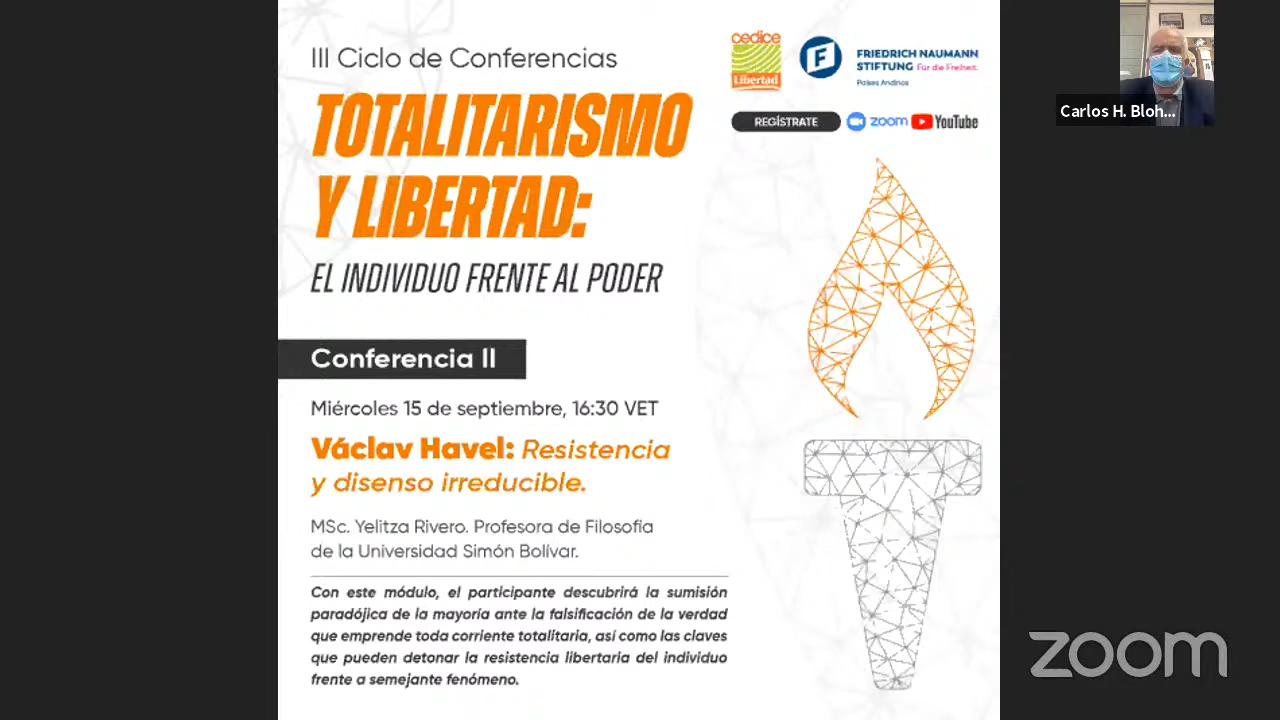 III Ciclo de Conferencias
TOTALITARISMO
Y LIBERTAD:
EL INDIVIDUO FRENTE AL PODER
cedice
Libertad
F
FRIEDRICH NAUMANN
STIFTUNG Für die Freiheit.
Países Andinos
REGÍSTRATE
zoom
YouTube
Carlos H. Bloh...
Conferencia II
Miércoles 15 de septiembre, 16:30 VET
Václav Havel: Resistencia
y disenso irreducible.
MSc. Yelitza Rivero. Profesora de Filosofía
de la Universidad Simón Bolívar.
Con este módulo, el participante descubrirá la sumisión
paradójica de la mayoría ante la falsificación de la verdad
que emprende toda corriente totalitaria, así como las claves
que pueden detonar la resistencia libertaria del individuo
frente a semejante fenómeno.
zoom